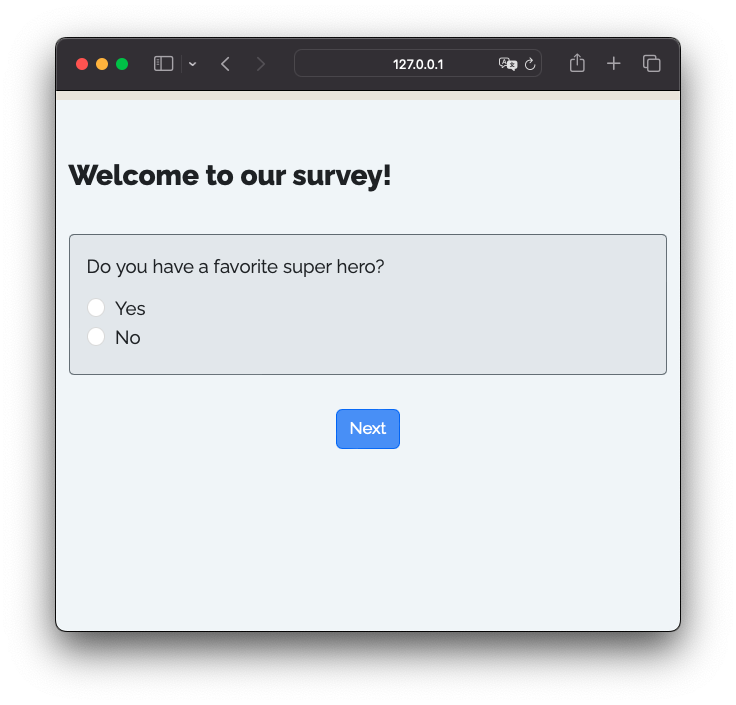 127.0.0.1
Welcome to our survey!
Do you have a favorite super hero?
Yes
No
Next